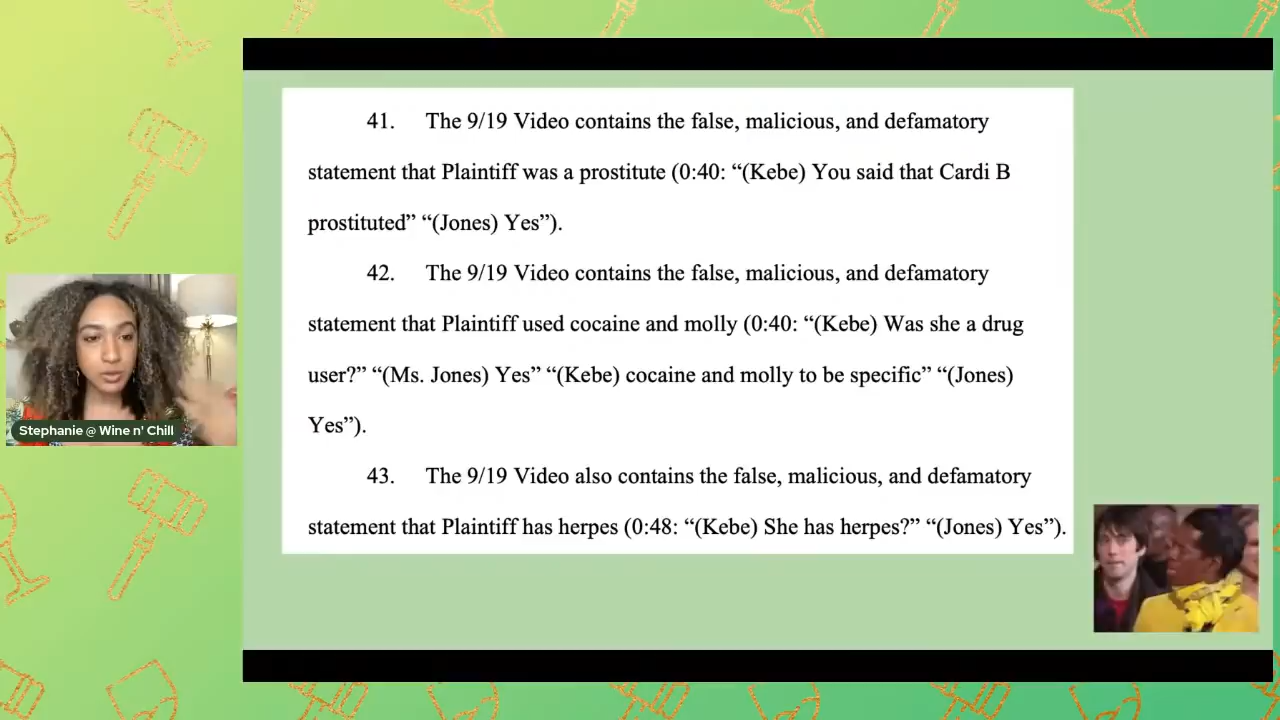 41. The 9/19 Video contains the false, malicious, and defamatory
statement that Plaintiff was a prostitute (0:40: “(Kebe) You said that Cardi B
prostituted” “(Jones) Yes”).
42. The 9/19 Video contains the false, malicious, and defamatory
statement that Plaintiff used cocaine and molly (0:40: “(Kebe) Was she a drug
user?” “(Ms. Jones) Yes” “(Kebe) cocaine and molly to be specific” “(Jones)
Yes”).
43. The 9/19 Video also contains the false, malicious, and defamatory
statement that Plaintiff has herpes (0:48: “(Kebe) She has herpes?” “(Jones) Yes”).
Stephanie @ Wine n' Chill